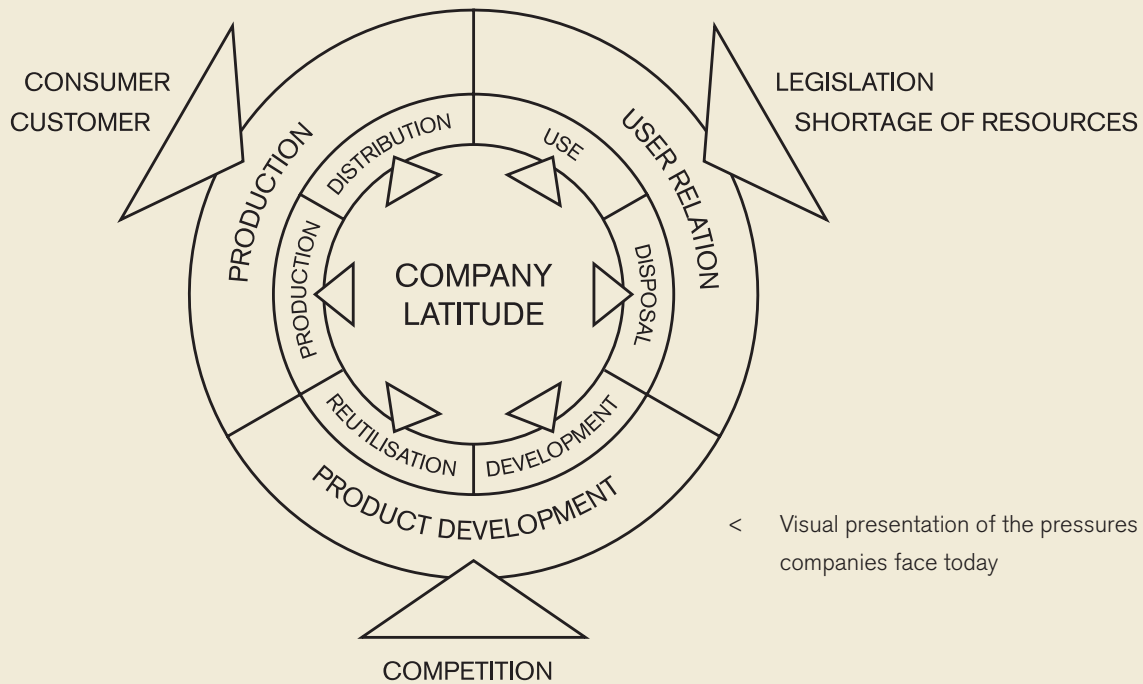 CONSUMER
CUSTOMER
LEGISLATION
SHORTAGE OF RESOURCES
PRODUCTION
USER RELATION
PRODUCT DEVELOPMENT
DISTRIBUTION
USE
PRODUCTION
DISPOSAL
REUTILISATION
DEVELOPMENT
COMPANY
LATITUDE
< Visual presentation of the pressures
companies face today
COMPETITION